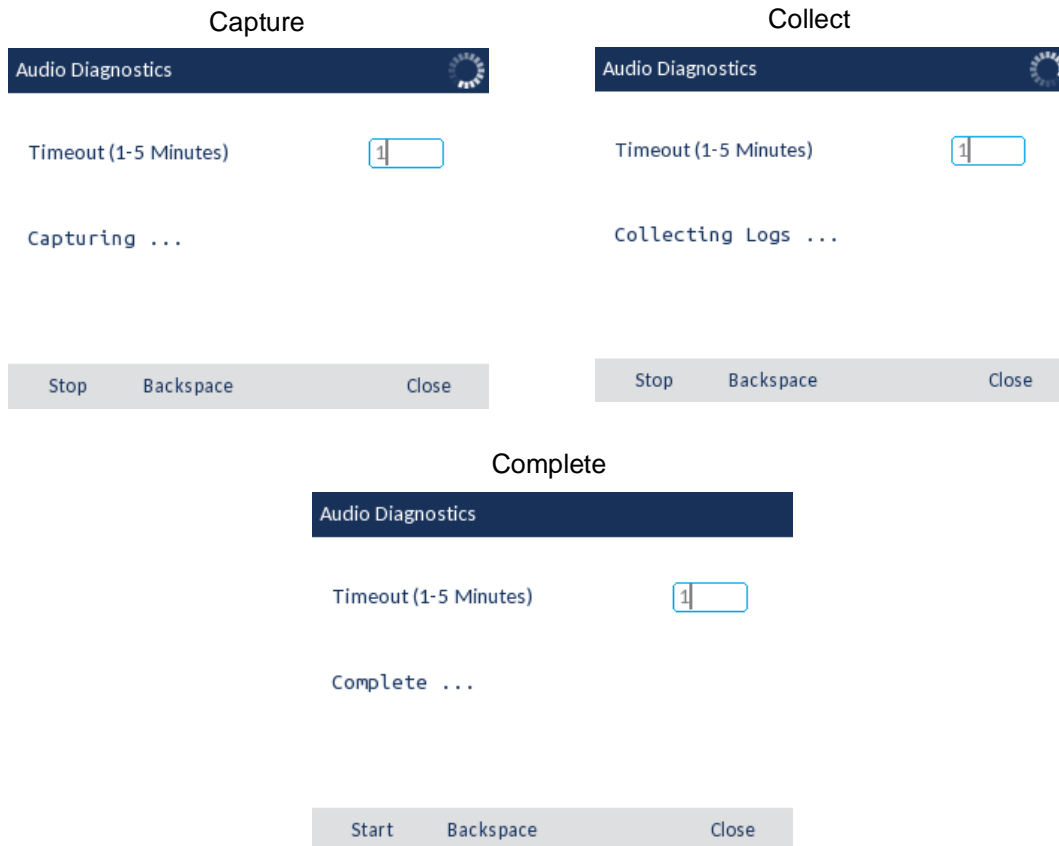 Capture
Audio Diagnostics
Timeout (1-5 Minutes) 1
Capturing ...
Stop Backspace Close
Collect
Audio Diagnostics
Timeout (1-5 Minutes) 1
Collecting Logs ...
Stop Backspace Close
Complete
Audio Diagnostics
Timeout (1-5 Minutes) 1
Complete ...
Start Backspace Close